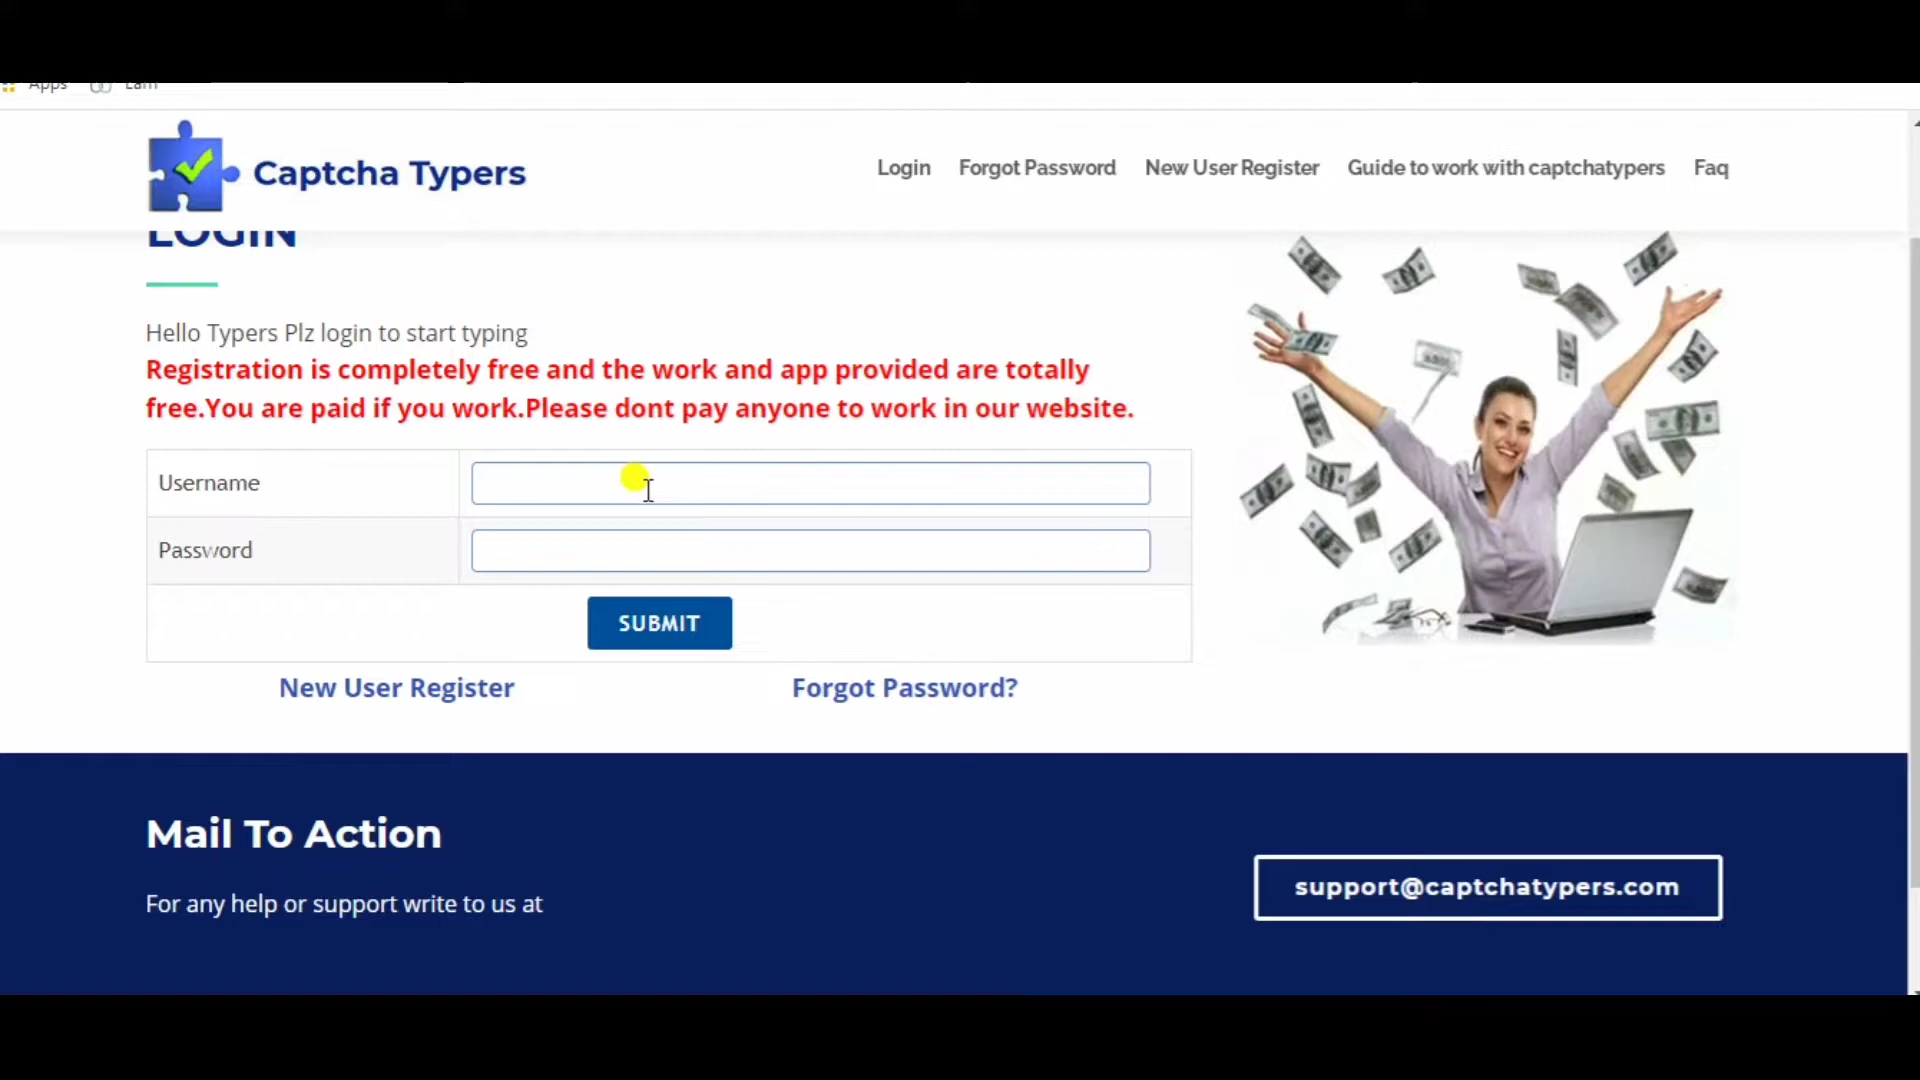 Apps Earn
Captcha Typers
Login Forgot Password New User Register Guide to work with captchatypers Faq
LOGIN
Hello Typers Plz login to start typing
Registration is completely free and the work and app provided are totally
free.You are paid if you work.Please dont pay anyone to work in our website.
Username
Password
SUBMIT
New User Register Forgot Password?
Mail To Action
For any help or support write to us at
support@captchatypers.com